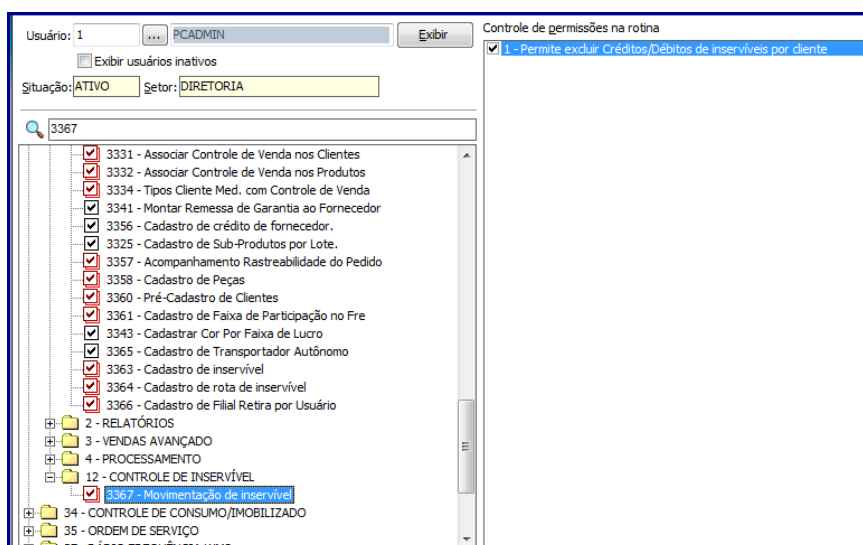 Usuário: 1 ... PCADMIN Exibir
Exibir usuários inativos
Situação: ATIVO Setor: DIRETORIA
3367
3331 - Associar Controle de Venda nos Clientes
3332 - Associar Controle de Venda nos Produtos
3334 - Tipos Cliente Med. com Controle de Venda
3341 - Montar Remessa de Garantia ao Fornecedor
3356 - Cadastro de crédito de fornecedor.
3325 - Cadastro de Sub-Produtos por Lote.
3357 - Acompanhamento Rastreabilidade do Pedido
3358 - Cadastro de Peças
3360 - Pré-Cadastro de Clientes
3361 - Cadastro de Faixa de Participação no Fre
3343 - Cadastrar Cor Por Faixa de Lucro
3365 - Cadastro de Transportador Autônomo
3363 - Cadastro de inservível
3364 - Cadastro de rota de inservível
3366 - Cadastro de Filial Retira por Usuário
2 - RELATÓRIOS
3 - VENDAS AVANÇADO
4 - PROCESSAMENTO
12 - CONTROLE DE INSERVÍVEL
3367 - Movimentação de inservível
34 - CONTROLE DE CONSUMO/IMOBILIZADO
35 - ORDEM DE SERVIÇO
Controle de permissões na rotina
1 - Permite excluir Créditos/Débitos de inservíveis por cliente